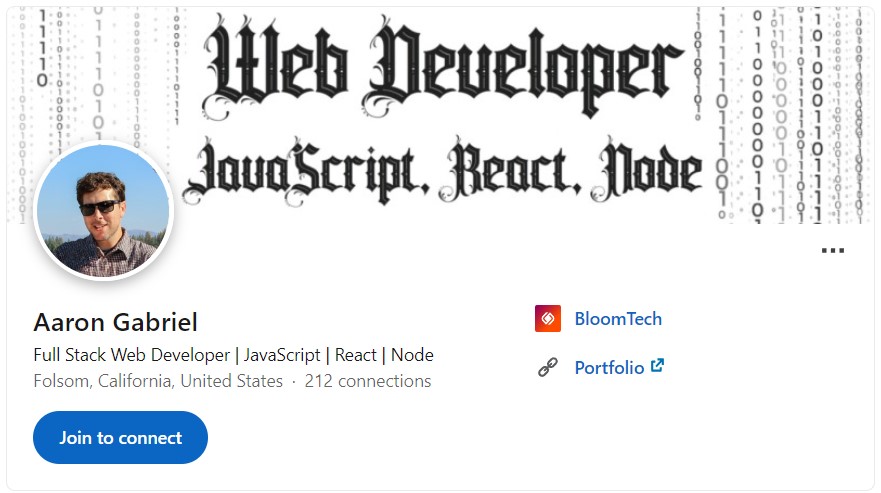 Web Developer
JavaScript, React, Node
Aaron Gabriel
Full Stack Web Developer | JavaScript | React | Node
Folsom, California, United States · 212 connections
Join to connect
BloomTech
Portfolio